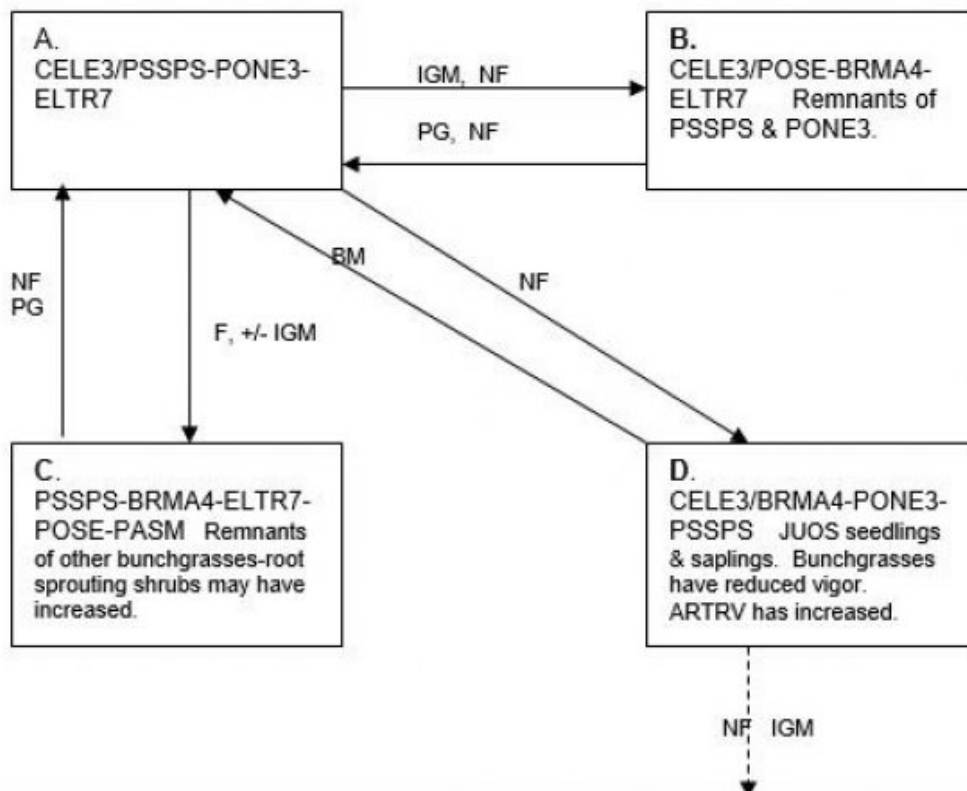 A.
CELE3/PSSPS-PONE3-
ELTR7
IGM, NF
PG, NF
B.
CELE3/POSE-BRMA4-
ELTR7 Remnants of
PSSPS & PONE3.
BM
NF
NF
PG
F, +/- IGM
C.
PSSPS-BRMA4-ELTR7-
POSE-PASM Remnants
of other bunchgrasses-root
sprouting shrubs may have
increased.
D.
CELE3/BRMA4-PONE3-
PSSPS JUOS seedlings
& saplings. Bunchgrasses
have reduced vigor.
ARTRV has increased.
NF IGM